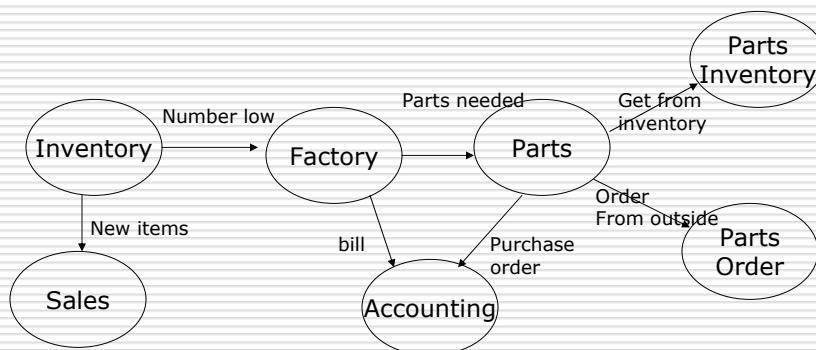 Parts
Inventory
Parts needed
Get from
inventory
Number low
Inventory
Factory
Parts
Order
From outside
New items
bill
Purchase
order
Parts
Order
Sales
Accounting